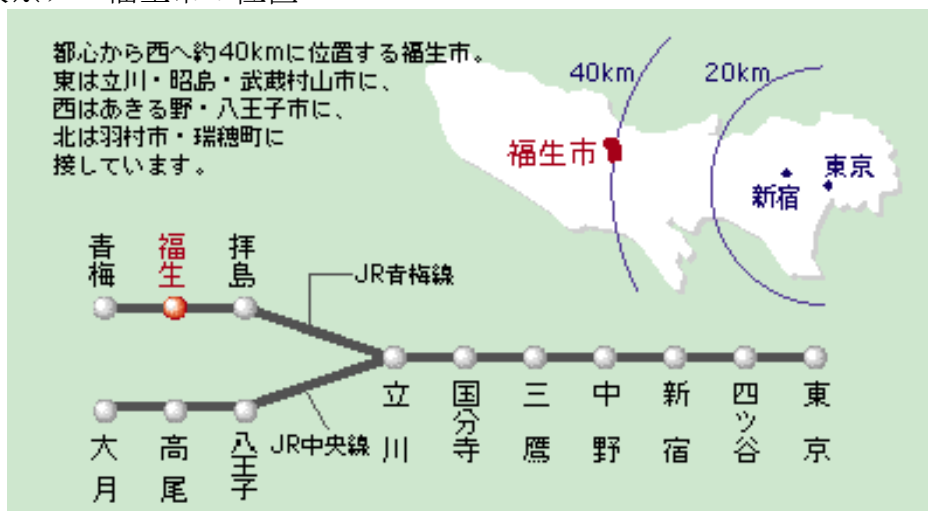 都心から西へ約40kmに位置する福生市。
東は立川・昭島・武蔵村山市に、
西はあきる野・八王子市に、
北は羽村市・瑞穂町に
接しています。
40km
20km
福生市
新宿
東京
青梅
福生
拝島
JR青梅線
立川
国分寺
三鷹
中野
新宿
四ツ谷
東京
大月
高尾
八王子
JR中央線